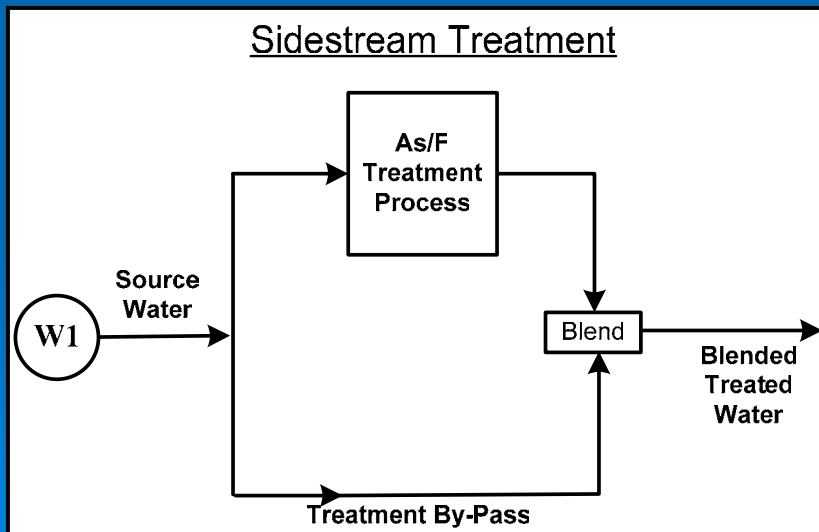 Sidestream Treatment
As/F
Treatment
Process
Source
Water
W1
Blend
Blended
Treated
Water
Treatment By-Pass